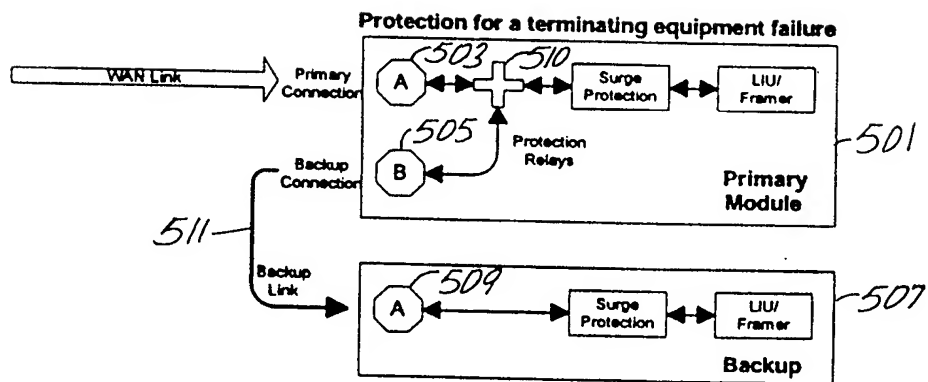 Protection for a terminating equipment failure
503
510
WAN Link
Primary
Connection
A
Surge
Protection
LIU/
Framer
505
B
Protection
Relays
501
Backup
Connection
Primary
Module
511
Backup
Link
509
A
Surge
Protection
LIU/
Framer
507
Backup